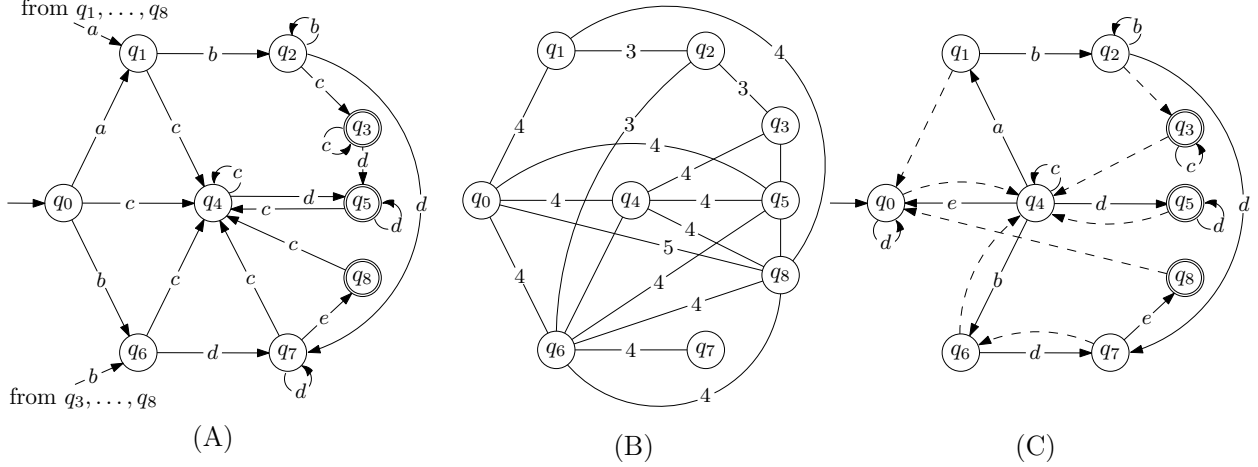 from q₁, . . . , q₈
a
q₁
b
q₂
b
c
q₃
c
d
a
c
q₀
c
q₄
c
d
c
q₅
d
d
b
c
c
c
q₈
e
q₆
d
q₇
d
b
from q₃, . . . , q₈
(A)
q₁
3
q₂
4
3
3
q₃
4
4
4
q₀
4
q₄
4
q₅
4
5
q₈
4
4
4
q₆
4
q₇
4
(B)
q₁
b
q₂
b
q₃
c
a
q₀
d
e
q₄
c
d
q₅
d
d
b
q₈
e
q₆
d
q₇
(C)